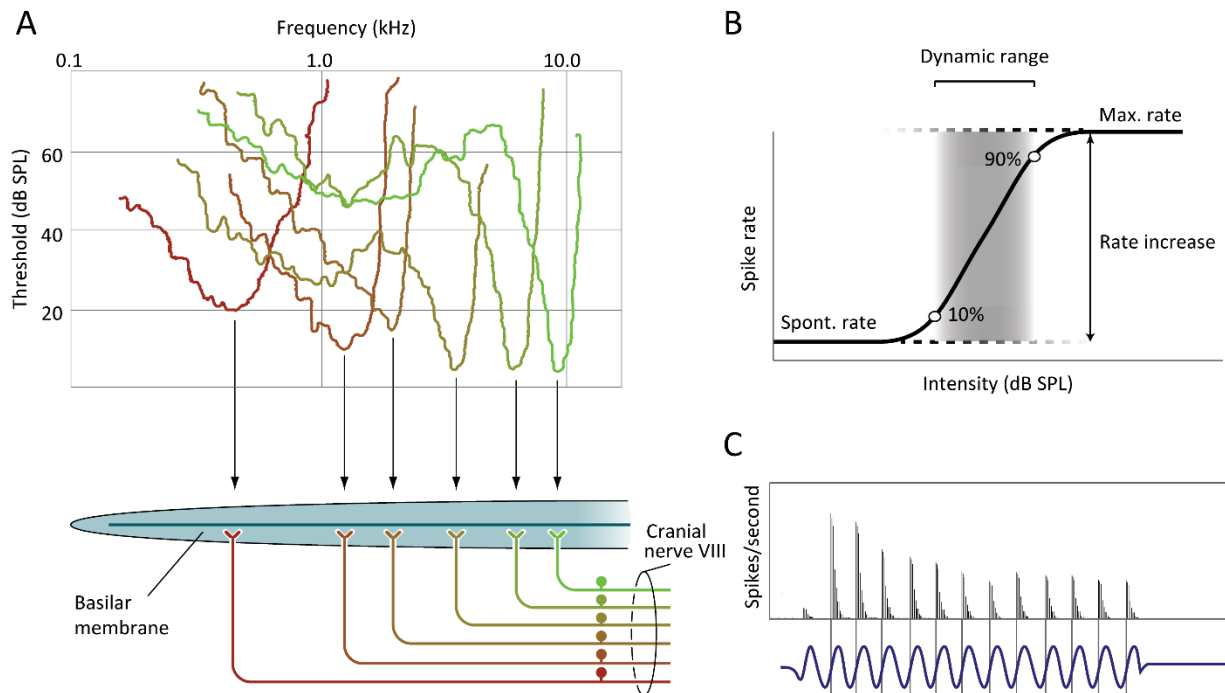 A
Frequency (kHz)
0.1 1.0 10.0
Threshold (dB SPL)
60
40
20
Basilar
membrane
Cranial
nerve VIII
B
Dynamic range
Max. rate
90%
Spike rate
Rate increase
Spont. rate
10%
Intensity (dB SPL)
C
Spikes/second